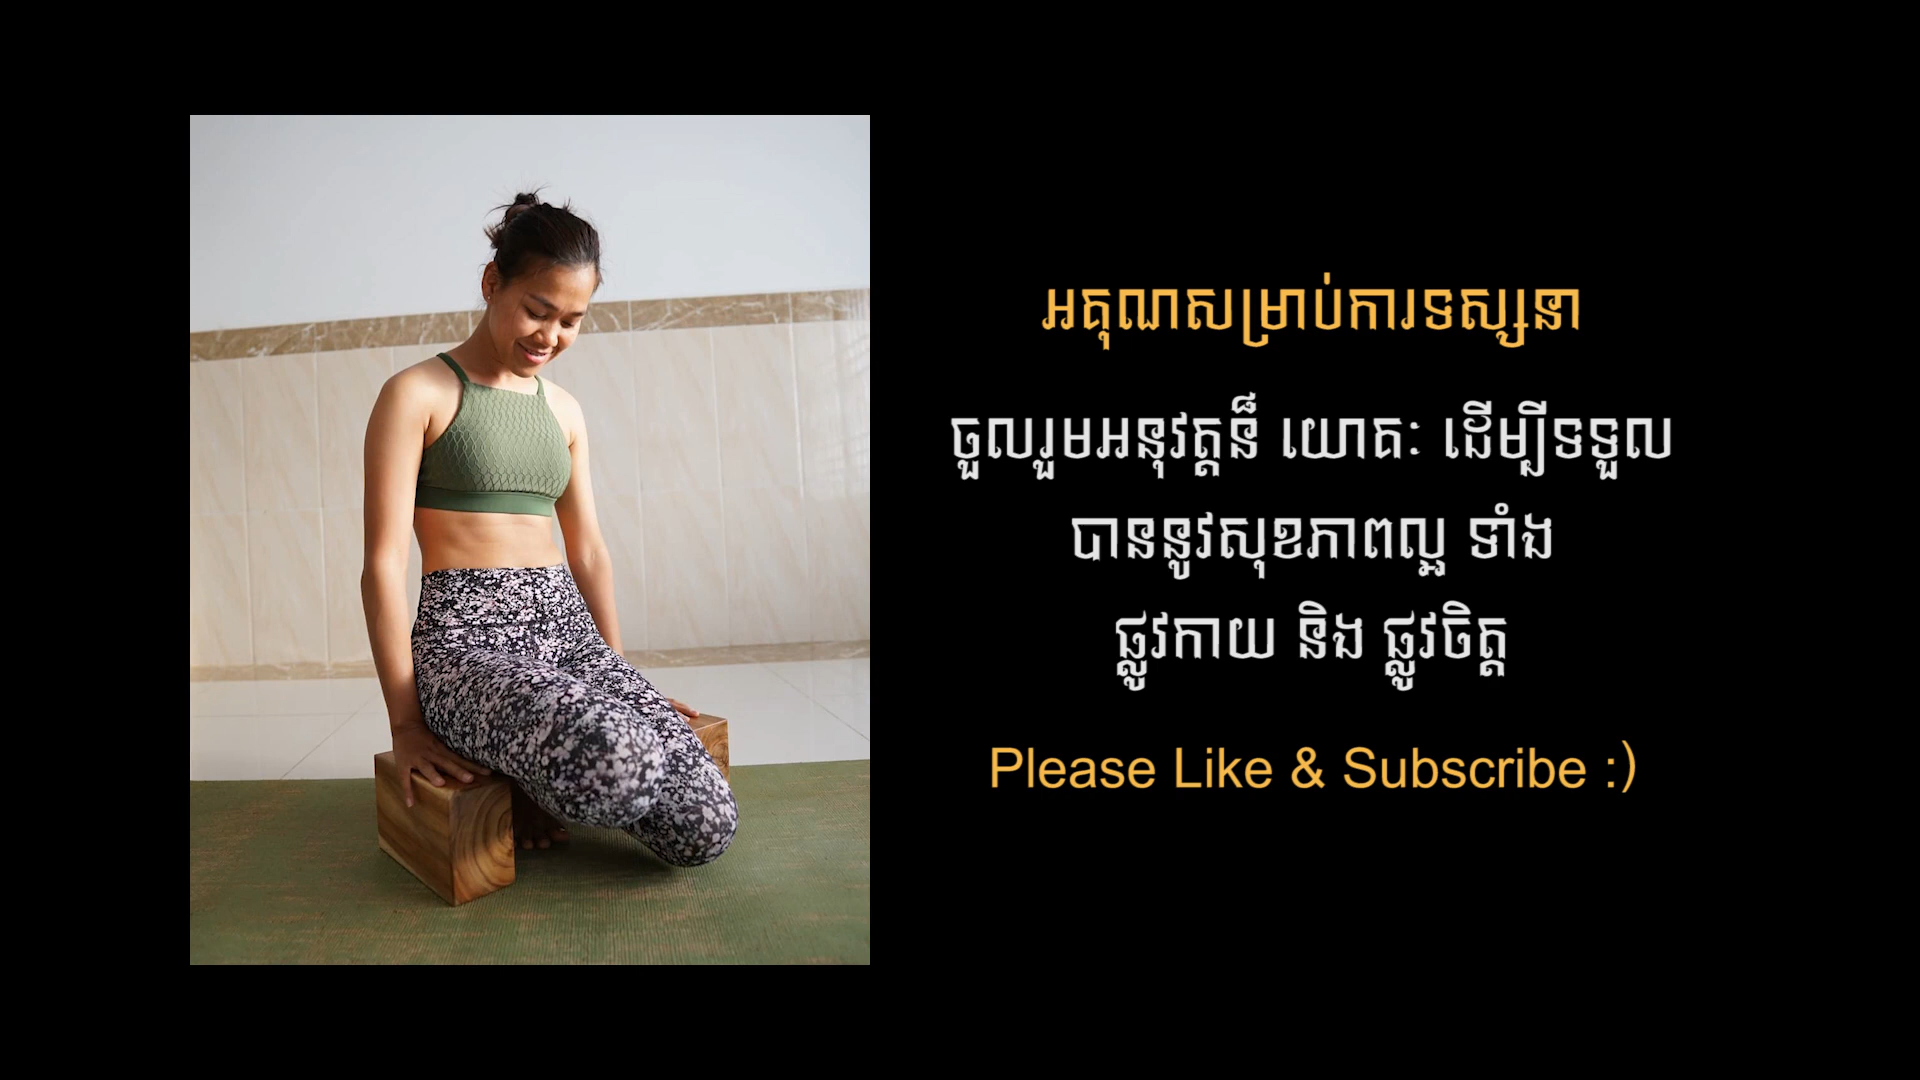 អគុណសម្រាប់ការទស្សនា
ចួលរួមអនុវត្តន៏ យោគៈ ដើម្បីទទួល
បាននូវសុខភាពល្អ ទាំង
ផ្លូវកាយ និង ផ្លូវចិត្ត
Please Like & Subscribe :)